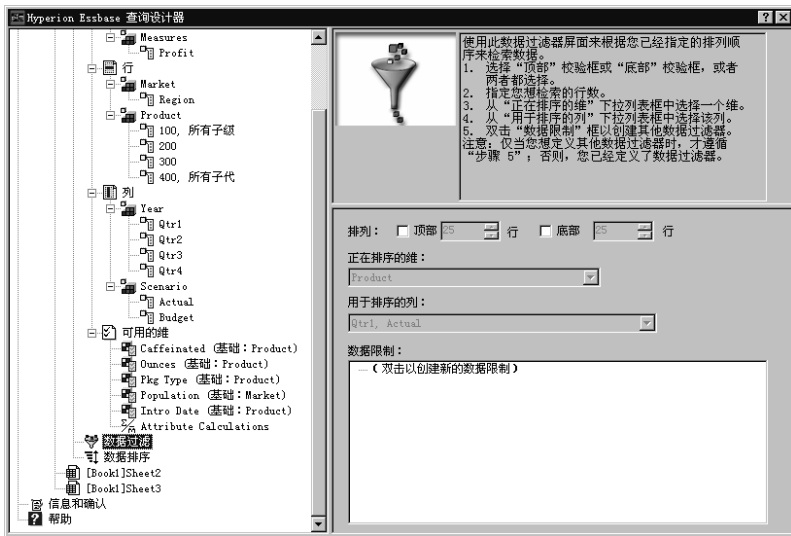 Hyperion Essbase 查询设计器
Measures
Profit
行
Market
Region
Product
100, 所有子级
200
300
400, 所有子代
列
Year
Qtr1
Qtr2
Qtr3
Qtr4
Scenario
Actual
Budget
可用的维
Caffeinated (基础：Product)
Ounces (基础：Product)
Pkg Type (基础：Product)
Population (基础：Market)
Intro Date (基础：Product)
Attribute Calculations
数据过滤
数据排序
[Book1]Sheet2
[Book1]Sheet3
信息和确认
帮助
使用此数据过滤器屏面来根据您已经指定的排列顺
序来检索数据。
1. 选择“顶部”校验框或“底部”校验框，或者
两者都选择。
2. 指定您想检索的行数。
3. 从“正在排序的维”下拉列表框中选择一个维。
4. 从“用于排序的列”下拉列表框中选择该列。
5. 双击“数据限制”框以创建其他数据过滤器。
注意：仅当您想定义其他数据过滤器时，才遵循
“步骤 5”；否则，您已经定义了数据过滤器。
排列： 顶部 25 行 底部 25 行
正在排序的维：
Product
用于排序的列：
Qtr1, Actual
数据限制：
(双击以创建新的数据限制)